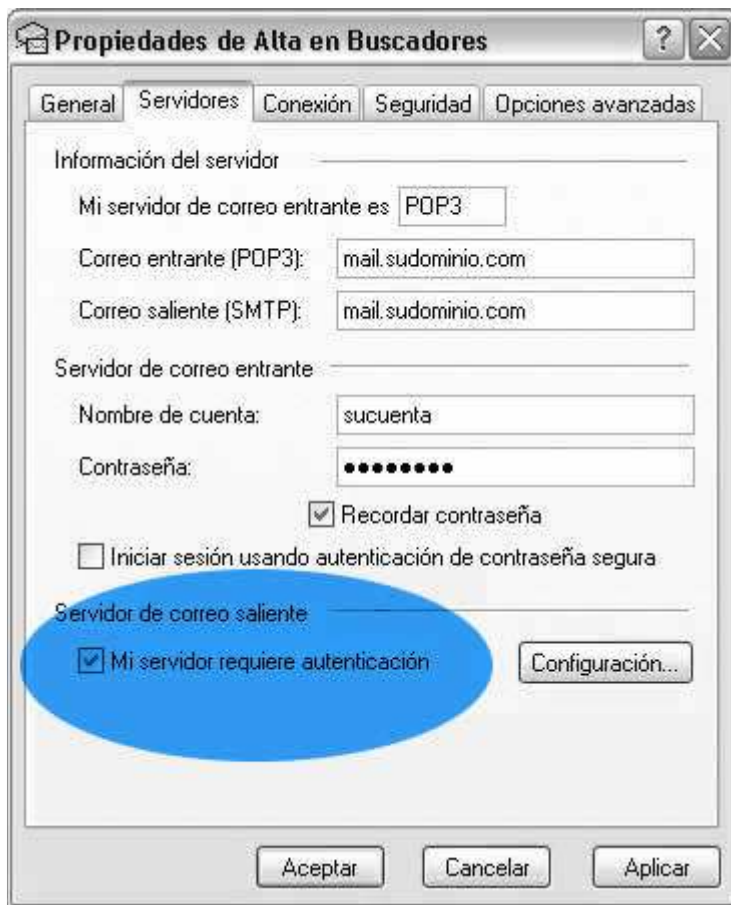 Propiedades de Alta en Buscadores
General Servidores Conexión Seguridad Opciones avanzadas
Información del servidor
Mi servidor de correo entrante es POP3
Correo entrante (POP3): mail.sudominio.com
Correo saliente (SMTP): mail.sudominio.com
Servidor de correo entrante
Nombre de cuenta: sucuenta
Contraseña: ●●●●●●●●
Recordar contraseña
Iniciar sesión usando autenticación de contraseña segura
Servidor de correo saliente
Mi servidor requiere autenticación Configuración...
Aceptar Cancelar Aplicar